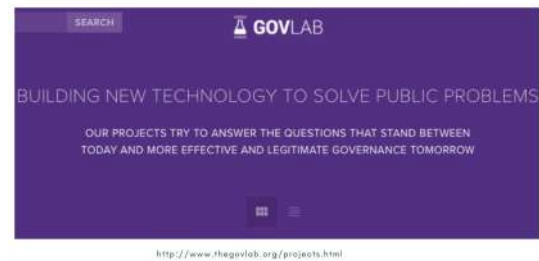 SEARCH
GOVLAB
BUILDING NEW TECHNOLOGY TO SOLVE PUBLIC PROBLEMS
OUR PROJECTS TRY TO ANSWER THE QUESTIONS THAT STAND BETWEEN
TODAY AND MORE EFFECTIVE AND LEGITIMATE GOVERNANCE TOMORROW
http://www.thegovlab.org/projects.html